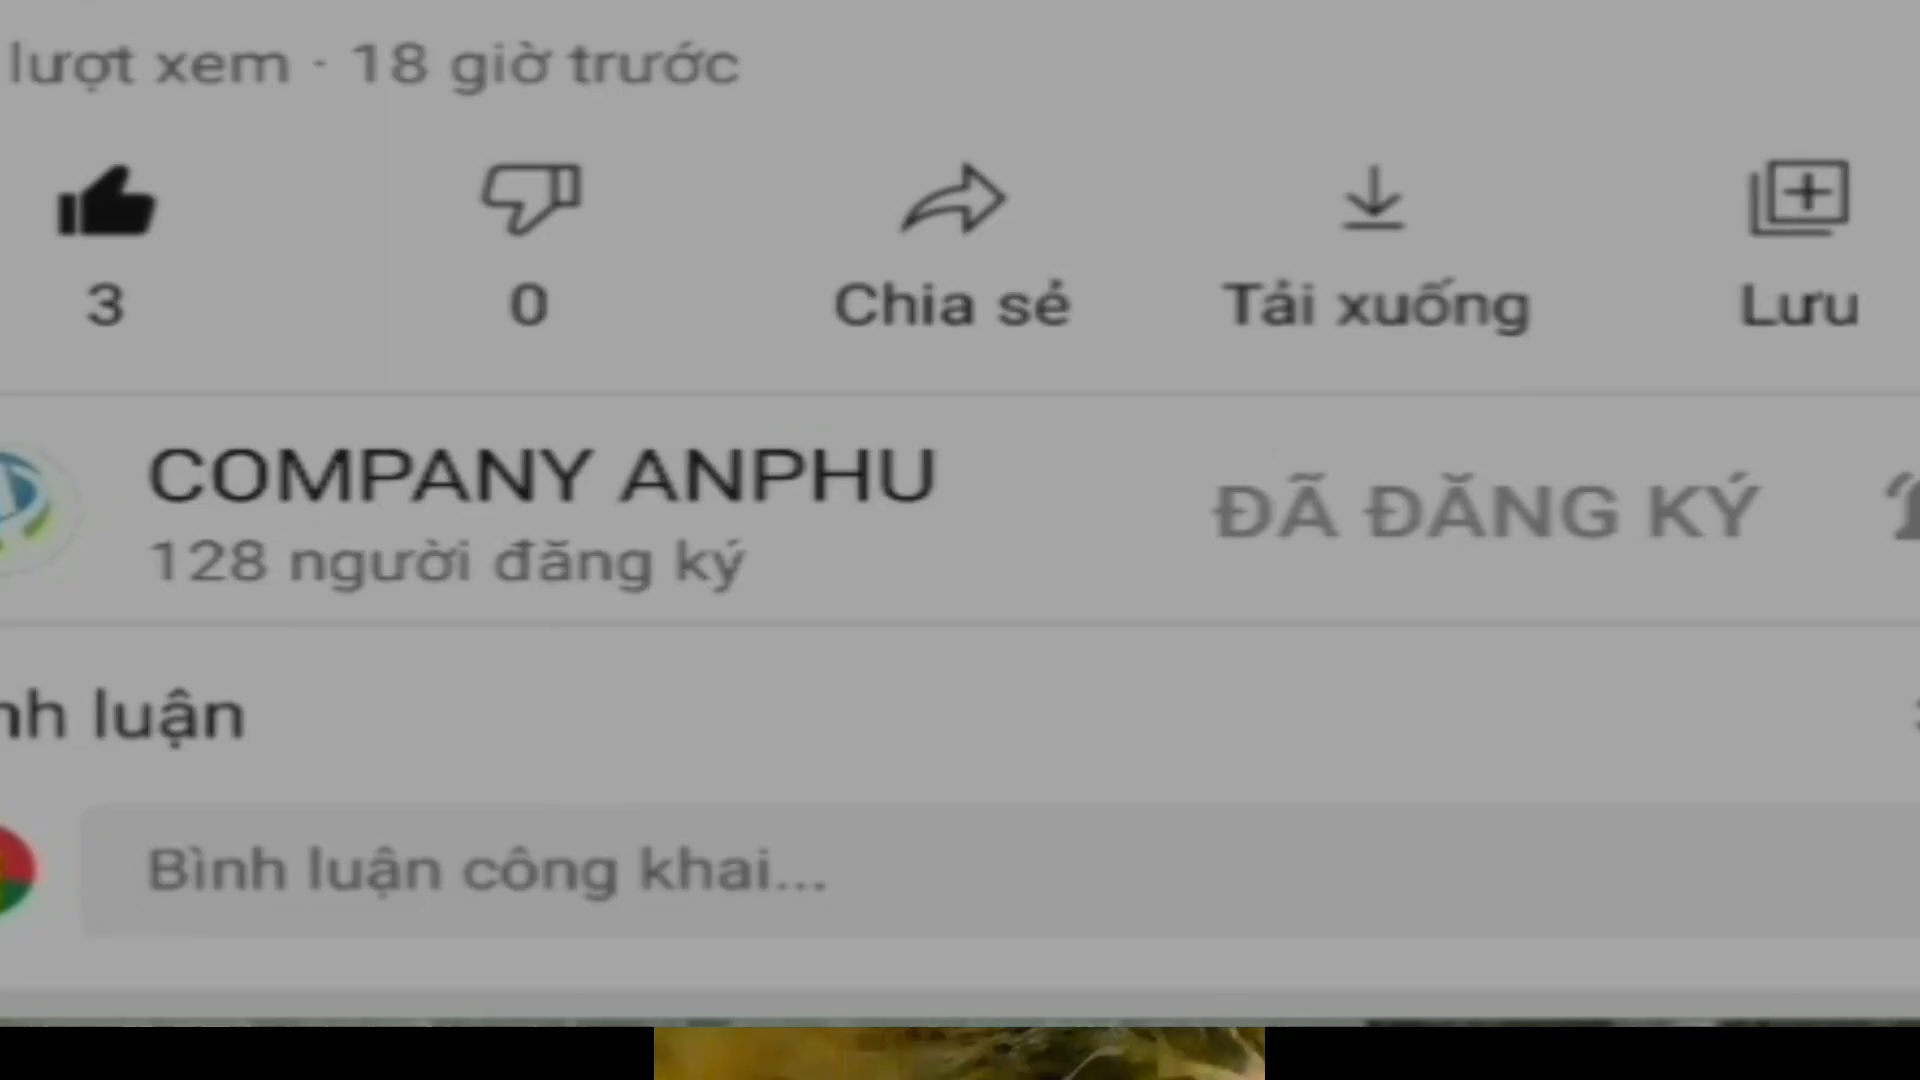 lượt xem · 18 giờ trước
3
0
Chia sẻ
Tải xuống
Lưu
COMPANY ANPHU
128 người đăng ký
ĐÃ ĐĂNG KÝ
luận
Bình luận công khai...